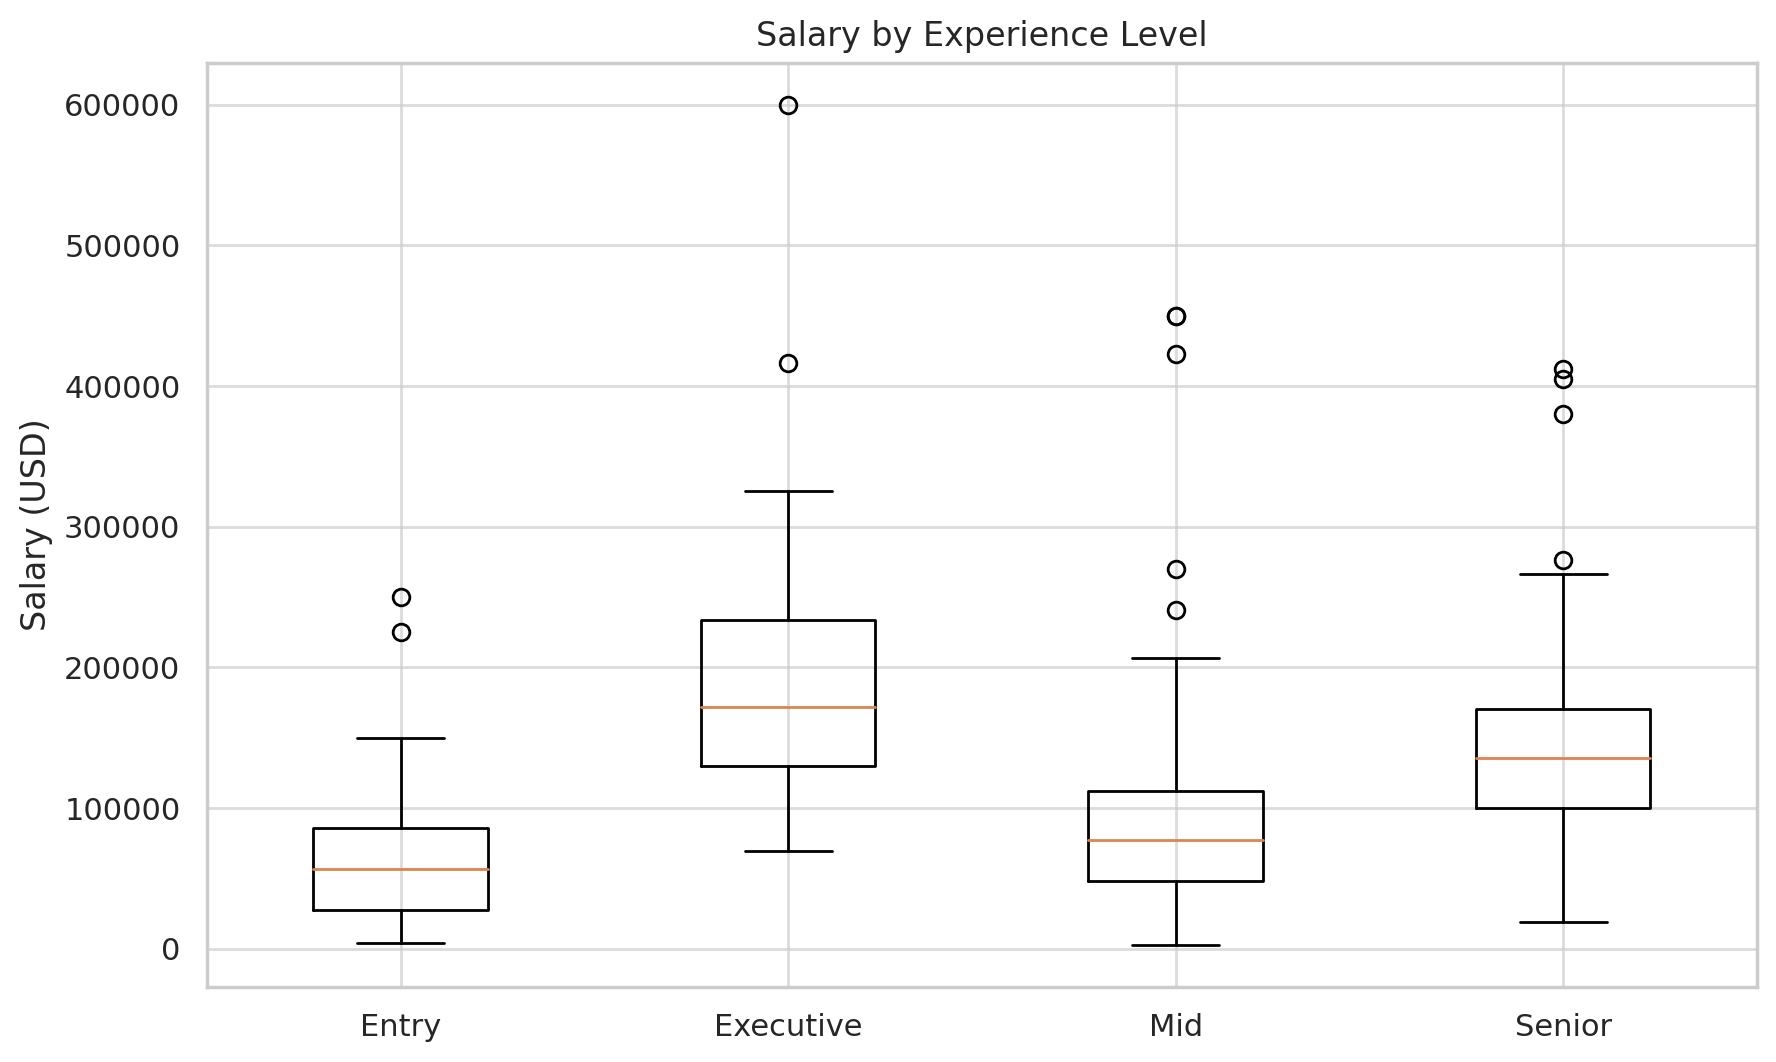 Salary by Experience Level
Salary (USD)
600000
500000
400000
300000
200000
100000
0
Entry
Executive
Mid
Senior